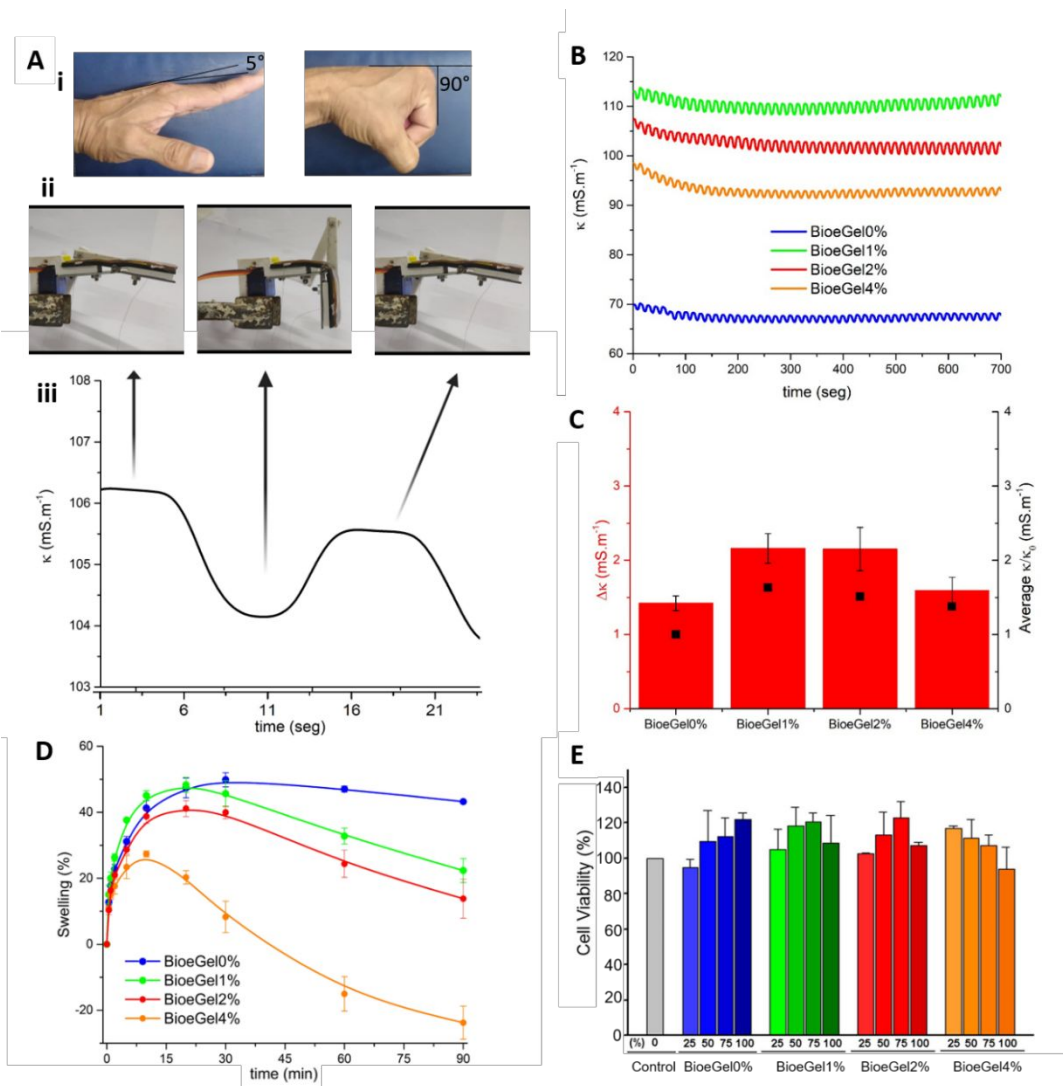 A
i
5°
90°
ii
iii
108
107
106
105
104
103
κ (mS.m⁻¹)
1
6
11
16
21
time (seg)
B
120
110
100
90
80
70
60
κ (mS.m⁻¹)
BioeGel0%
BioeGel1%
BioeGel2%
BioeGel4%
0
100
200
300
400
500
600
700
time (seg)
C
4
3
2
1
0
Δκ (mS.m⁻¹)
4
3
2
1
0
Average κ/κ₀ (mS.m⁻¹)
BioeGel0%
BioeGel1%
BioeGel2%
BioeGel4%
D
60
40
20
0
-20
Swelling (%)
BioeGel0%
BioeGel1%
BioeGel2%
BioeGel4%
0
15
30
45
60
75
90
time (min)
E
140
120
100
80
60
40
20
0
Cell Viability (%)
(%) 0 25 50 75 100 25 50 75 100 25 50 75 100 25 50 75 100
Control BioeGel0% BioeGel1% BioeGel2% BioeGel4%